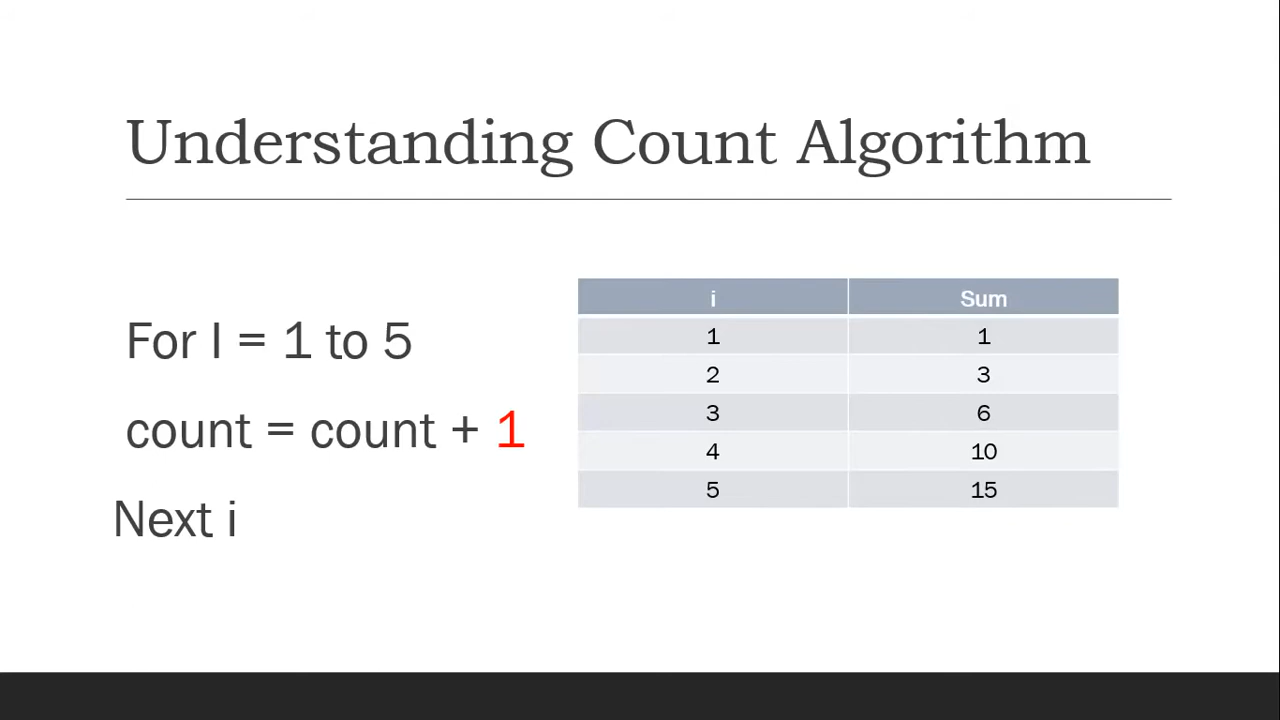 Understanding Count Algorithm
For I = 1 to 5
count = count + 1
Next i
i Sum
1 1
2 3
3 6
4 10
5 15